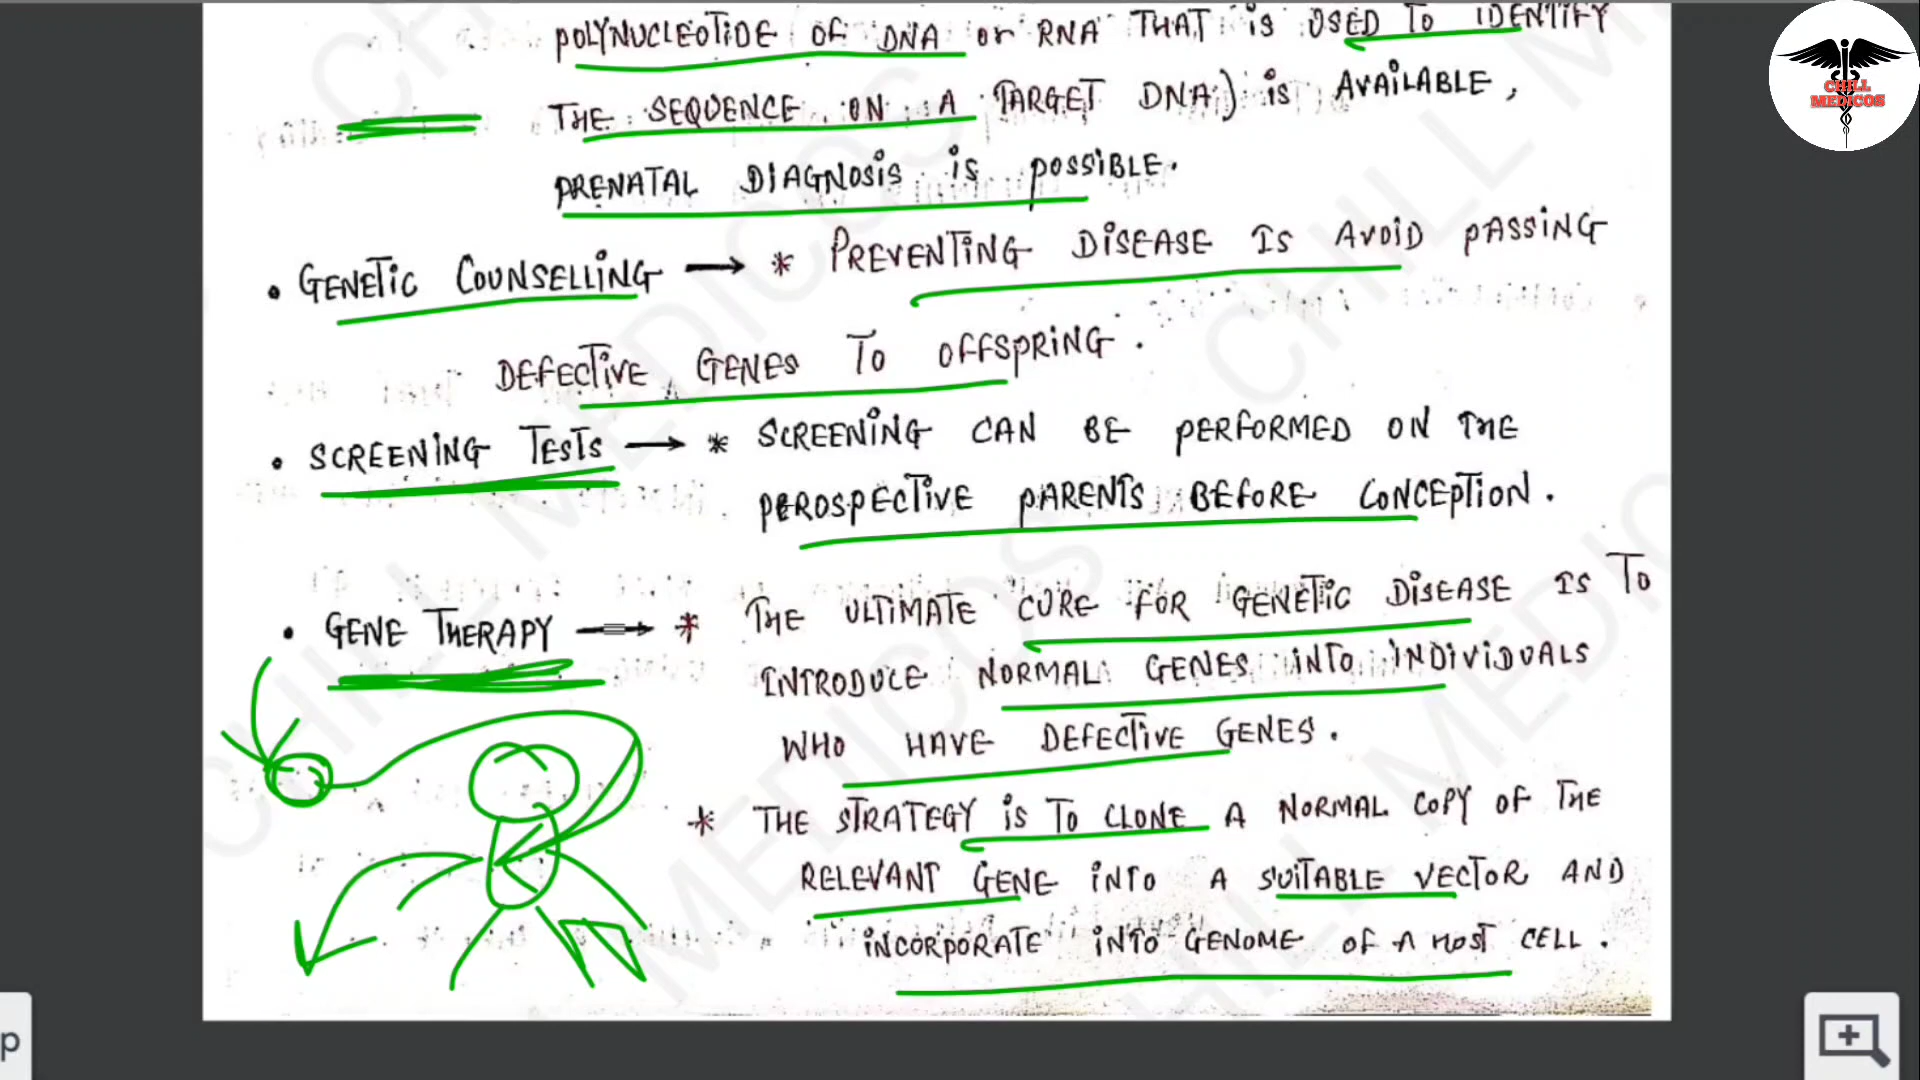 POLYNUCLEOTIDE OF DNA or RNA THAT is USED TO IDENTIFY
THE SEQUENCE ON A TARGET DNA) is AVAILABLE,
PRENATAL DIAGNOSIS is POSSIBLE.
• GENETIC COUNSELLING → * PREVENTING DISEASE IS AVOID PASSING
DEFECTIVE GENES TO OFFSPRING.
• SCREENING TESTS → * SCREENING CAN BE PERFORMED ON THE
PEROSPECTIVE PARENTS BEFORE CONCEPTION.
• GENE THERAPY → * THE ULTIMATE CURE FOR GENETIC DISEASE IS TO
INTRODUCE NORMAL GENES INTO INDIVIDUALS
WHO HAVE DEFECTIVE GENES.
* THE STRATEGY is TO CLONE A NORMAL COPY OF THE
RELEVANT GENE INTO A SUITABLE VECTOR AND
INCORPORATE INTO GENOME OF A HOST CELL.
CHILL
MEDICOS
CHILL MEDICOS
p